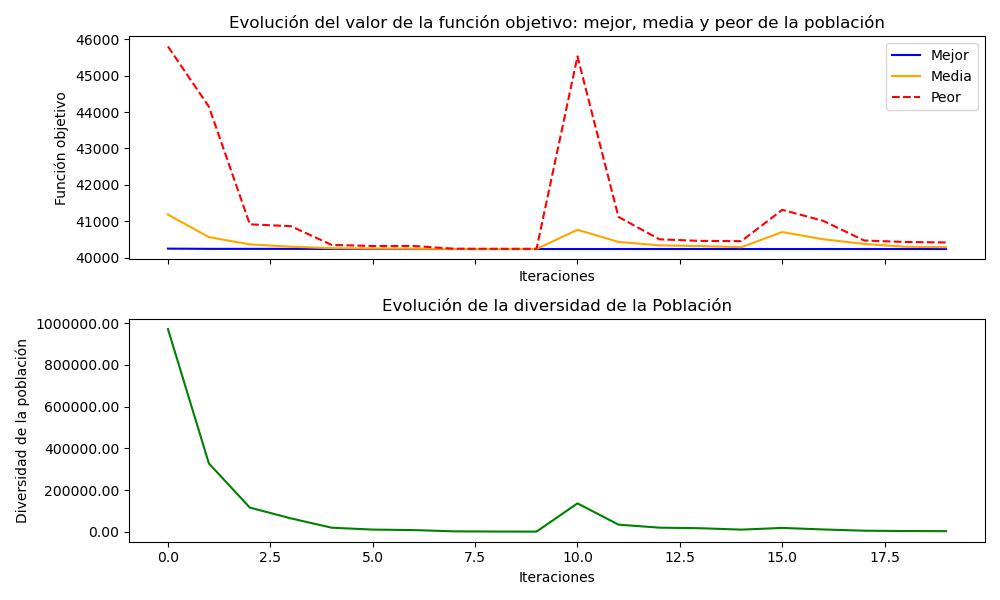 Evolución del valor de la función objetivo: mejor, media y peor de la población
46000
45000
44000
43000
42000
41000
40000
Función objetivo
Mejor
Media
Peor
Iteraciones
Evolución de la diversidad de la Población
1000000.00
800000.00
600000.00
400000.00
200000.00
0.00
Diversidad de la población
0.0 2.5 5.0 7.5 10.0 12.5 15.0 17.5
Iteraciones